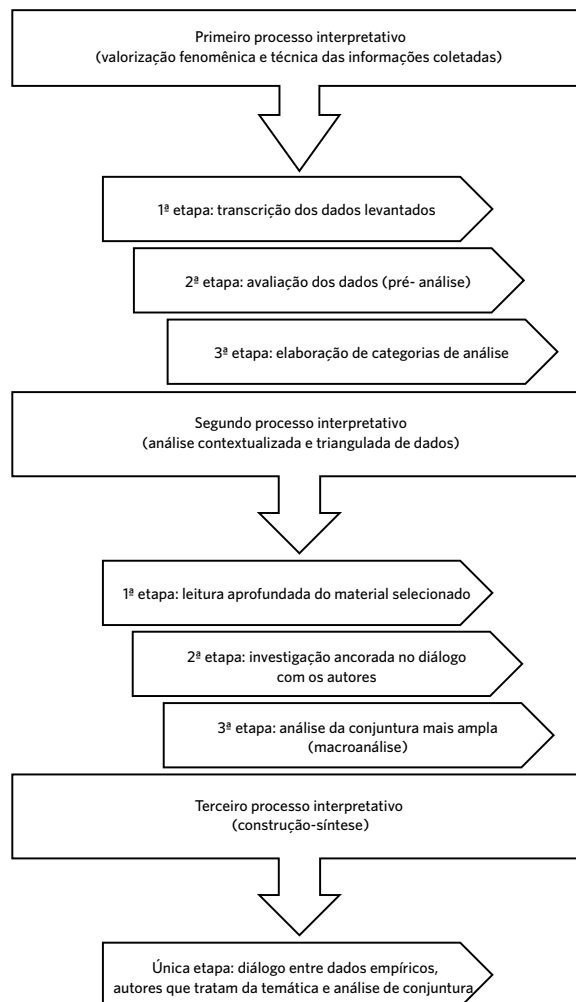 Primeiro processo interpretativo
(valorização fenomênica e técnica das informações coletadas)
1ª etapa: transcrição dos dados levantados
2ª etapa: avaliação dos dados (pré- análise)
3ª etapa: elaboração de categorias de análise
Segundo processo interpretativo
(análise contextualizada e triangulada de dados)
1ª etapa: leitura aprofundada do material selecionado
2ª etapa: investigação ancorada no diálogo
com os autores
3ª etapa: análise da conjuntura mais ampla
(macroanálise)
Terceiro processo interpretativo
(construção-síntese)
Única etapa: diálogo entre dados empíricos,
autores que tratam da temática e análise de conjuntura